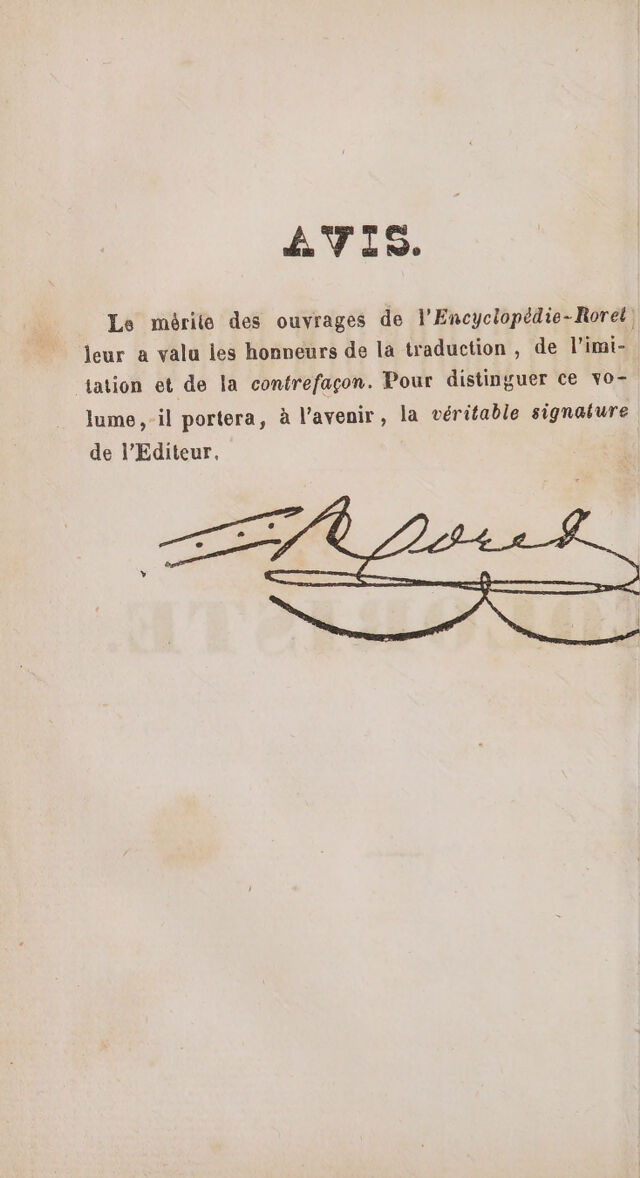 AVIS.
Le mérite des ouvrages de l'Encyclopédie-Roret
leur a valu les honneurs de la traduction, de l'imi-
tation et de la contrefaçon. Pour distinguer ce vo-
lume, il portera, à l'avenir, la véritable signature
de l'Editeur.
Roret